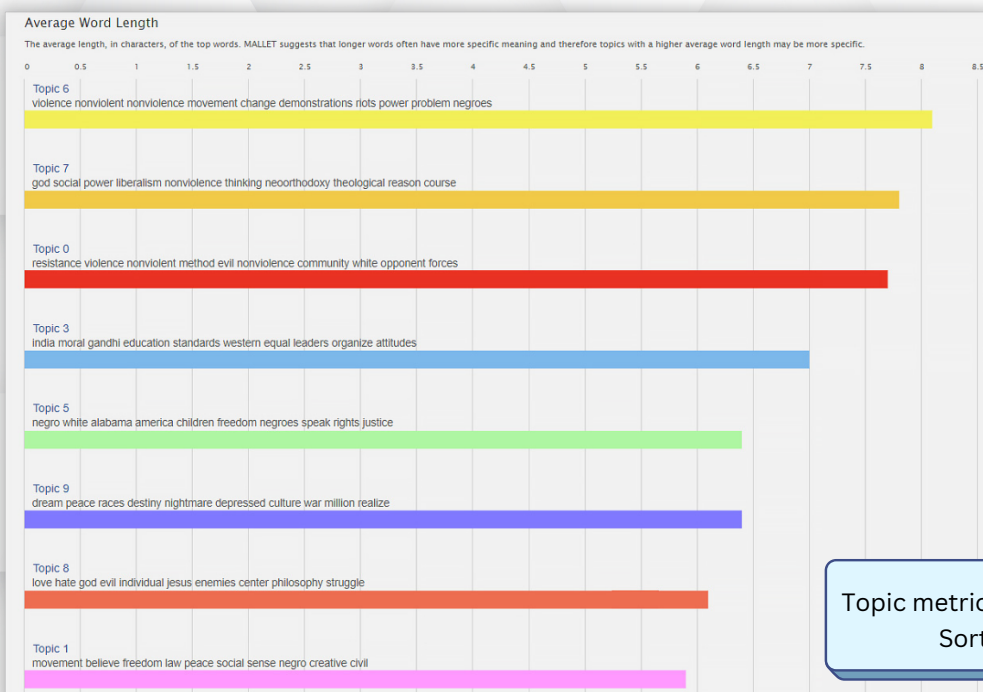 Average Word Length
The average length, in characters, of the top words. MALLET suggests that longer words often have more specific meaning and therefore topics with a higher average word length may be more specific.
0 0.5 1 1.5 2 2.5 3 3.5 4 4.5 5 5.5 6 6.5 7 7.5 8 8.5
Topic 6
violence nonviolent nonviolence movement change demonstrations riots power problem negroes
Topic 7
god social power liberalism nonviolence thinking neoorthodoxy theological reason course
Topic 0
resistance violence nonviolent method evil nonviolence community white opponent forces
Topic 3
india moral gandhi education standards western equal leaders organize attitudes
Topic 5
negro white alabama america children freedom negroes speak rights justice
Topic 9
dream peace races destiny nightmare depressed culture war million realize
Topic 8
love hate god evil individual jesus enemies center philosophy struggle
Topic 1
movement believe freedom law peace social sense negro creative civil
Topic metric
Sort